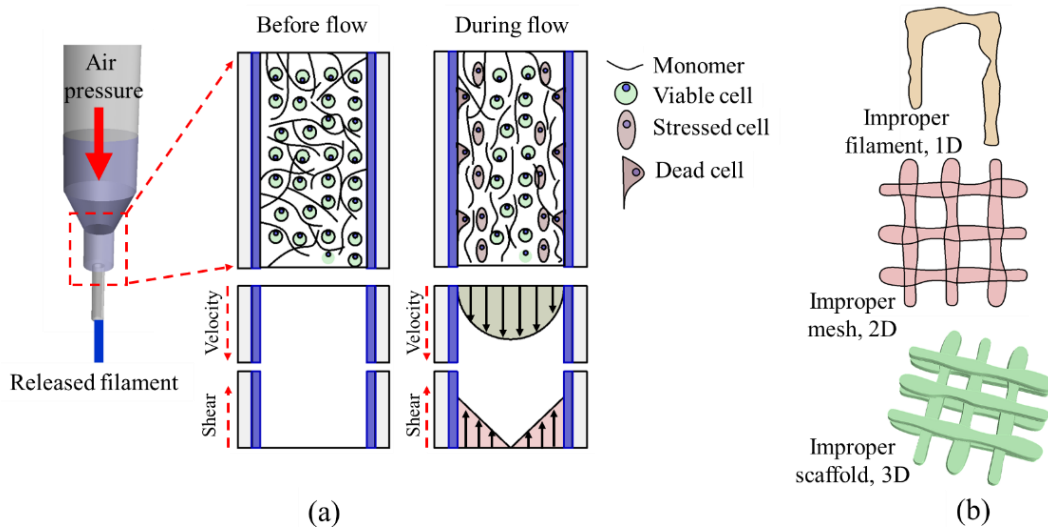 Before flow
During flow
Air
pressure
Monomer
Viable cell
Stressed cell
Dead cell
Velocity
Velocity
Shear
Shear
Released filament
(a)
Improper
filament, 1D
Improper
mesh, 2D
Improper
scaffold, 3D
(b)